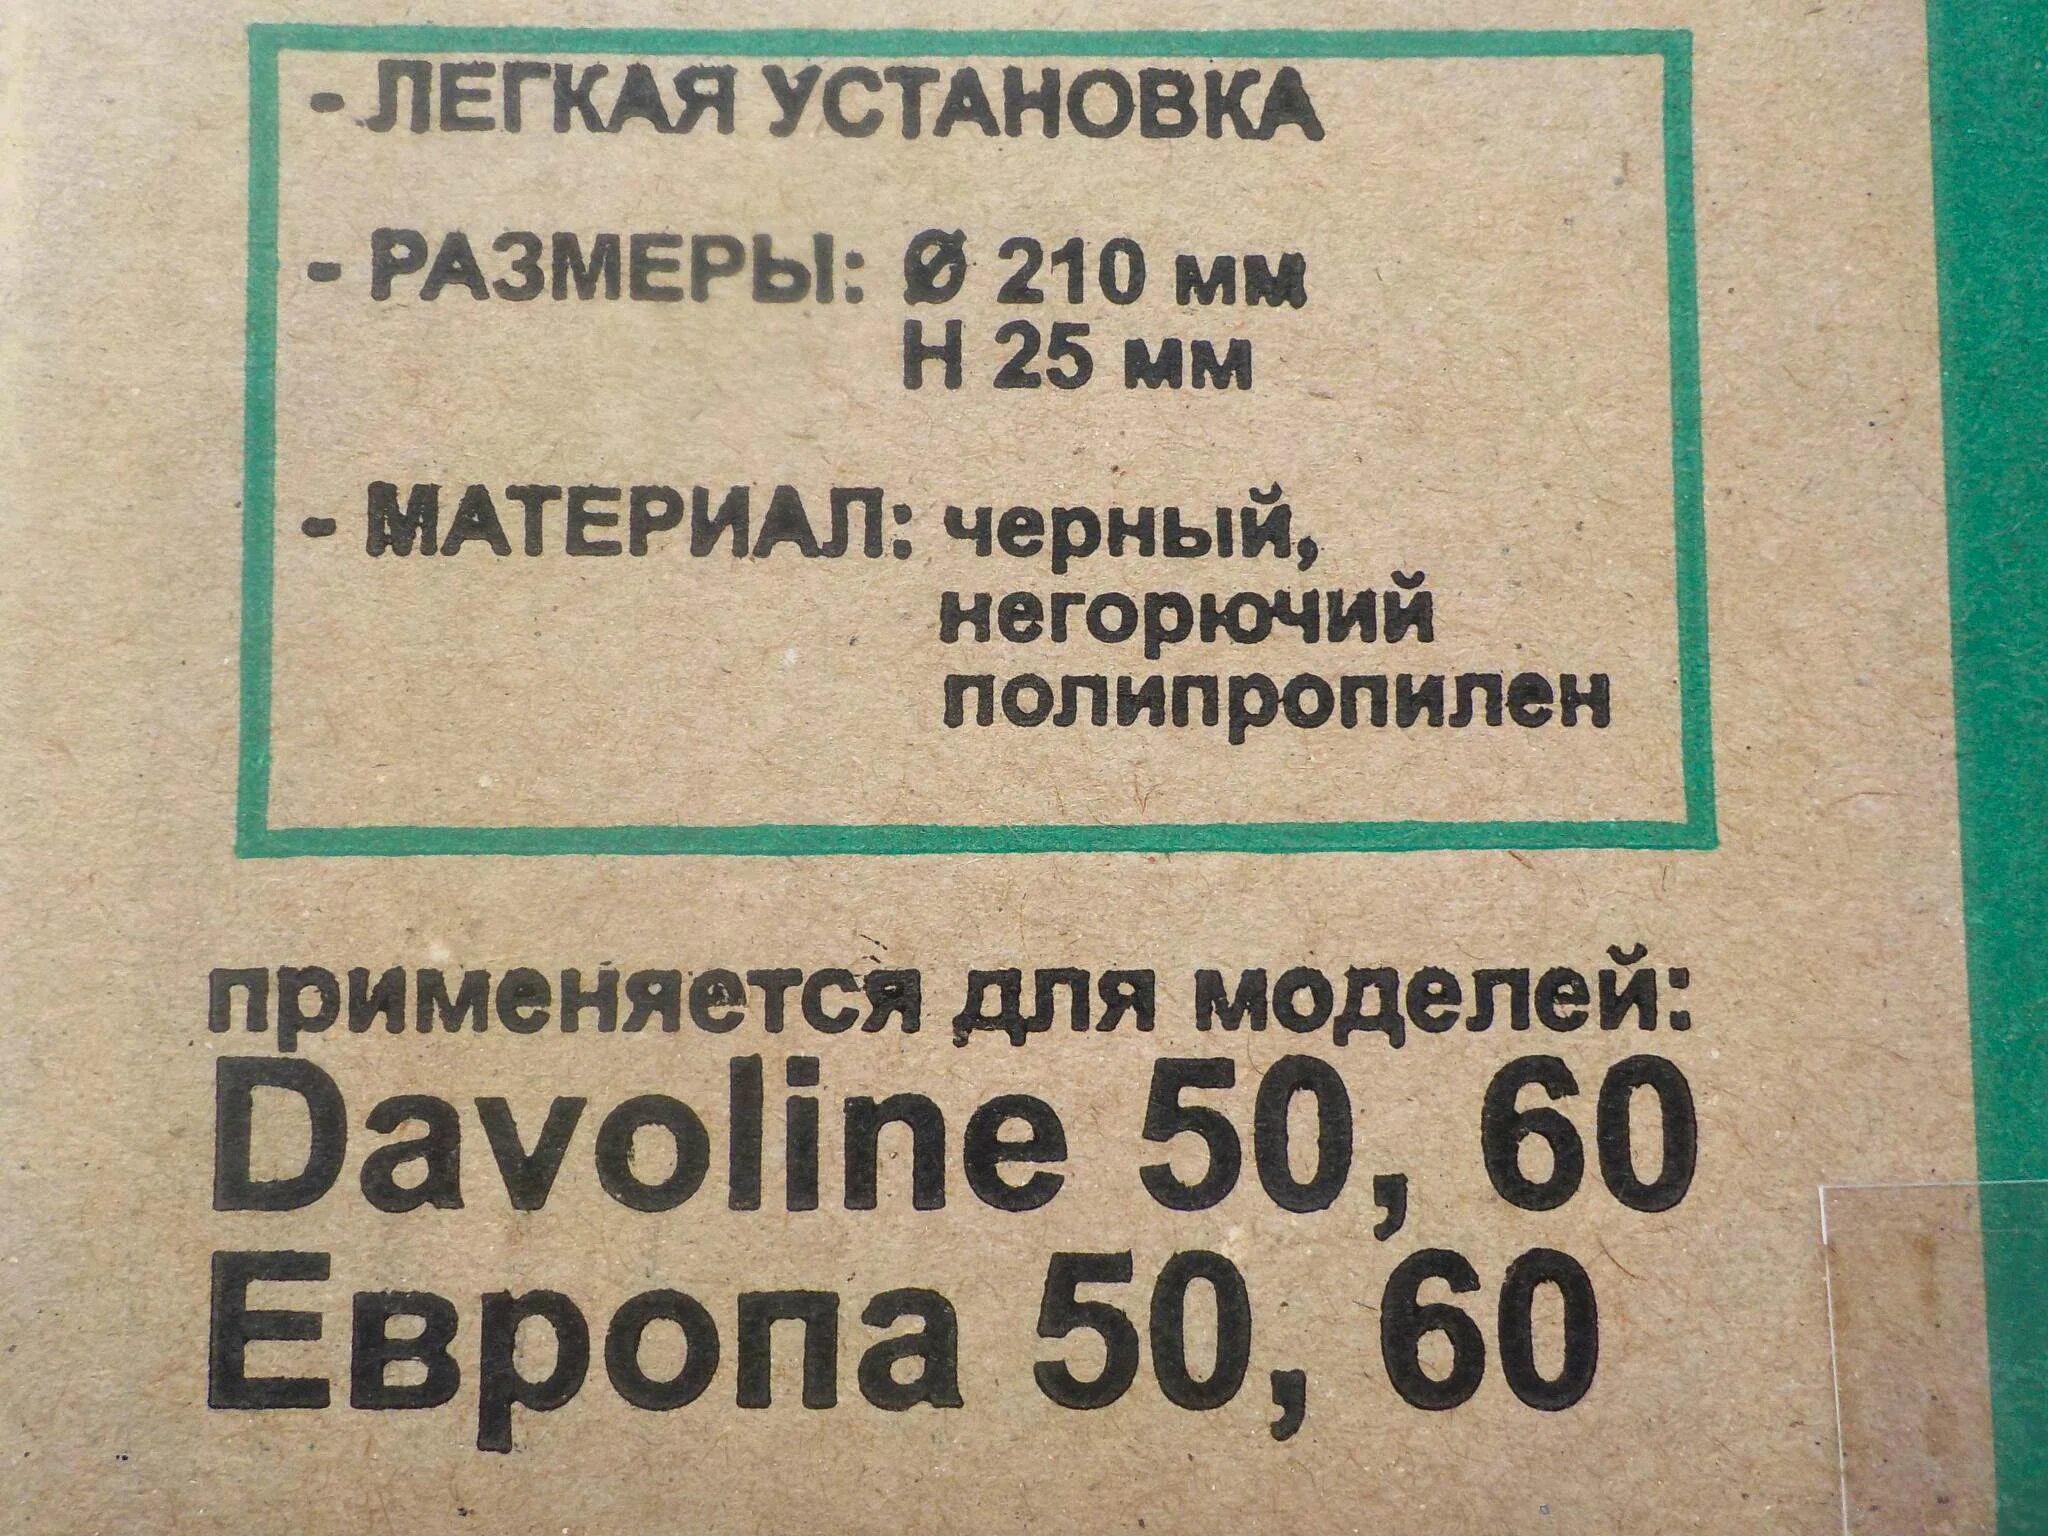 - ЛЕГКАЯ УСТАНОВКА
- РАЗМЕРЫ: Ø 210 мм
Н 25 мм
- МАТЕРИАЛ: черный,
негорючий
полипропилен
применяется для моделей:
Davoline 50, 60
Европа 50, 60